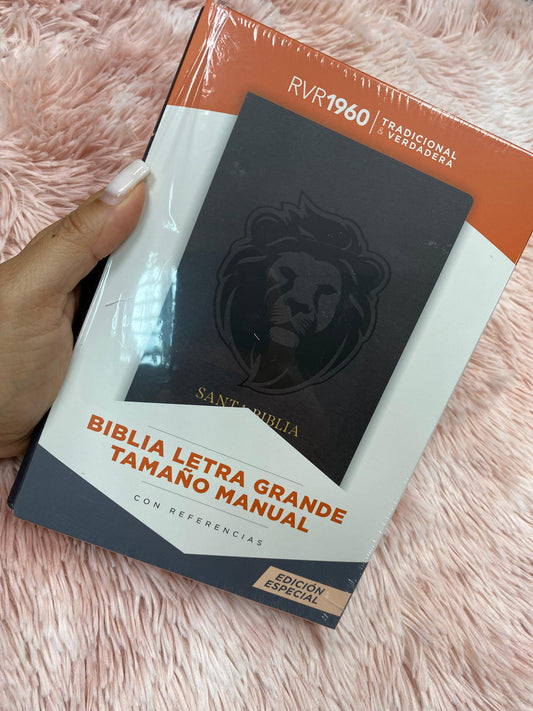 RVR1960
TRADICIONAL
& VERDADERA
SANTA BIBLIA
BIBLIA LETRA GRANDE
TAMAÑO MANUAL
CON REFERENCIAS
EDICIÓN
ESPECIAL